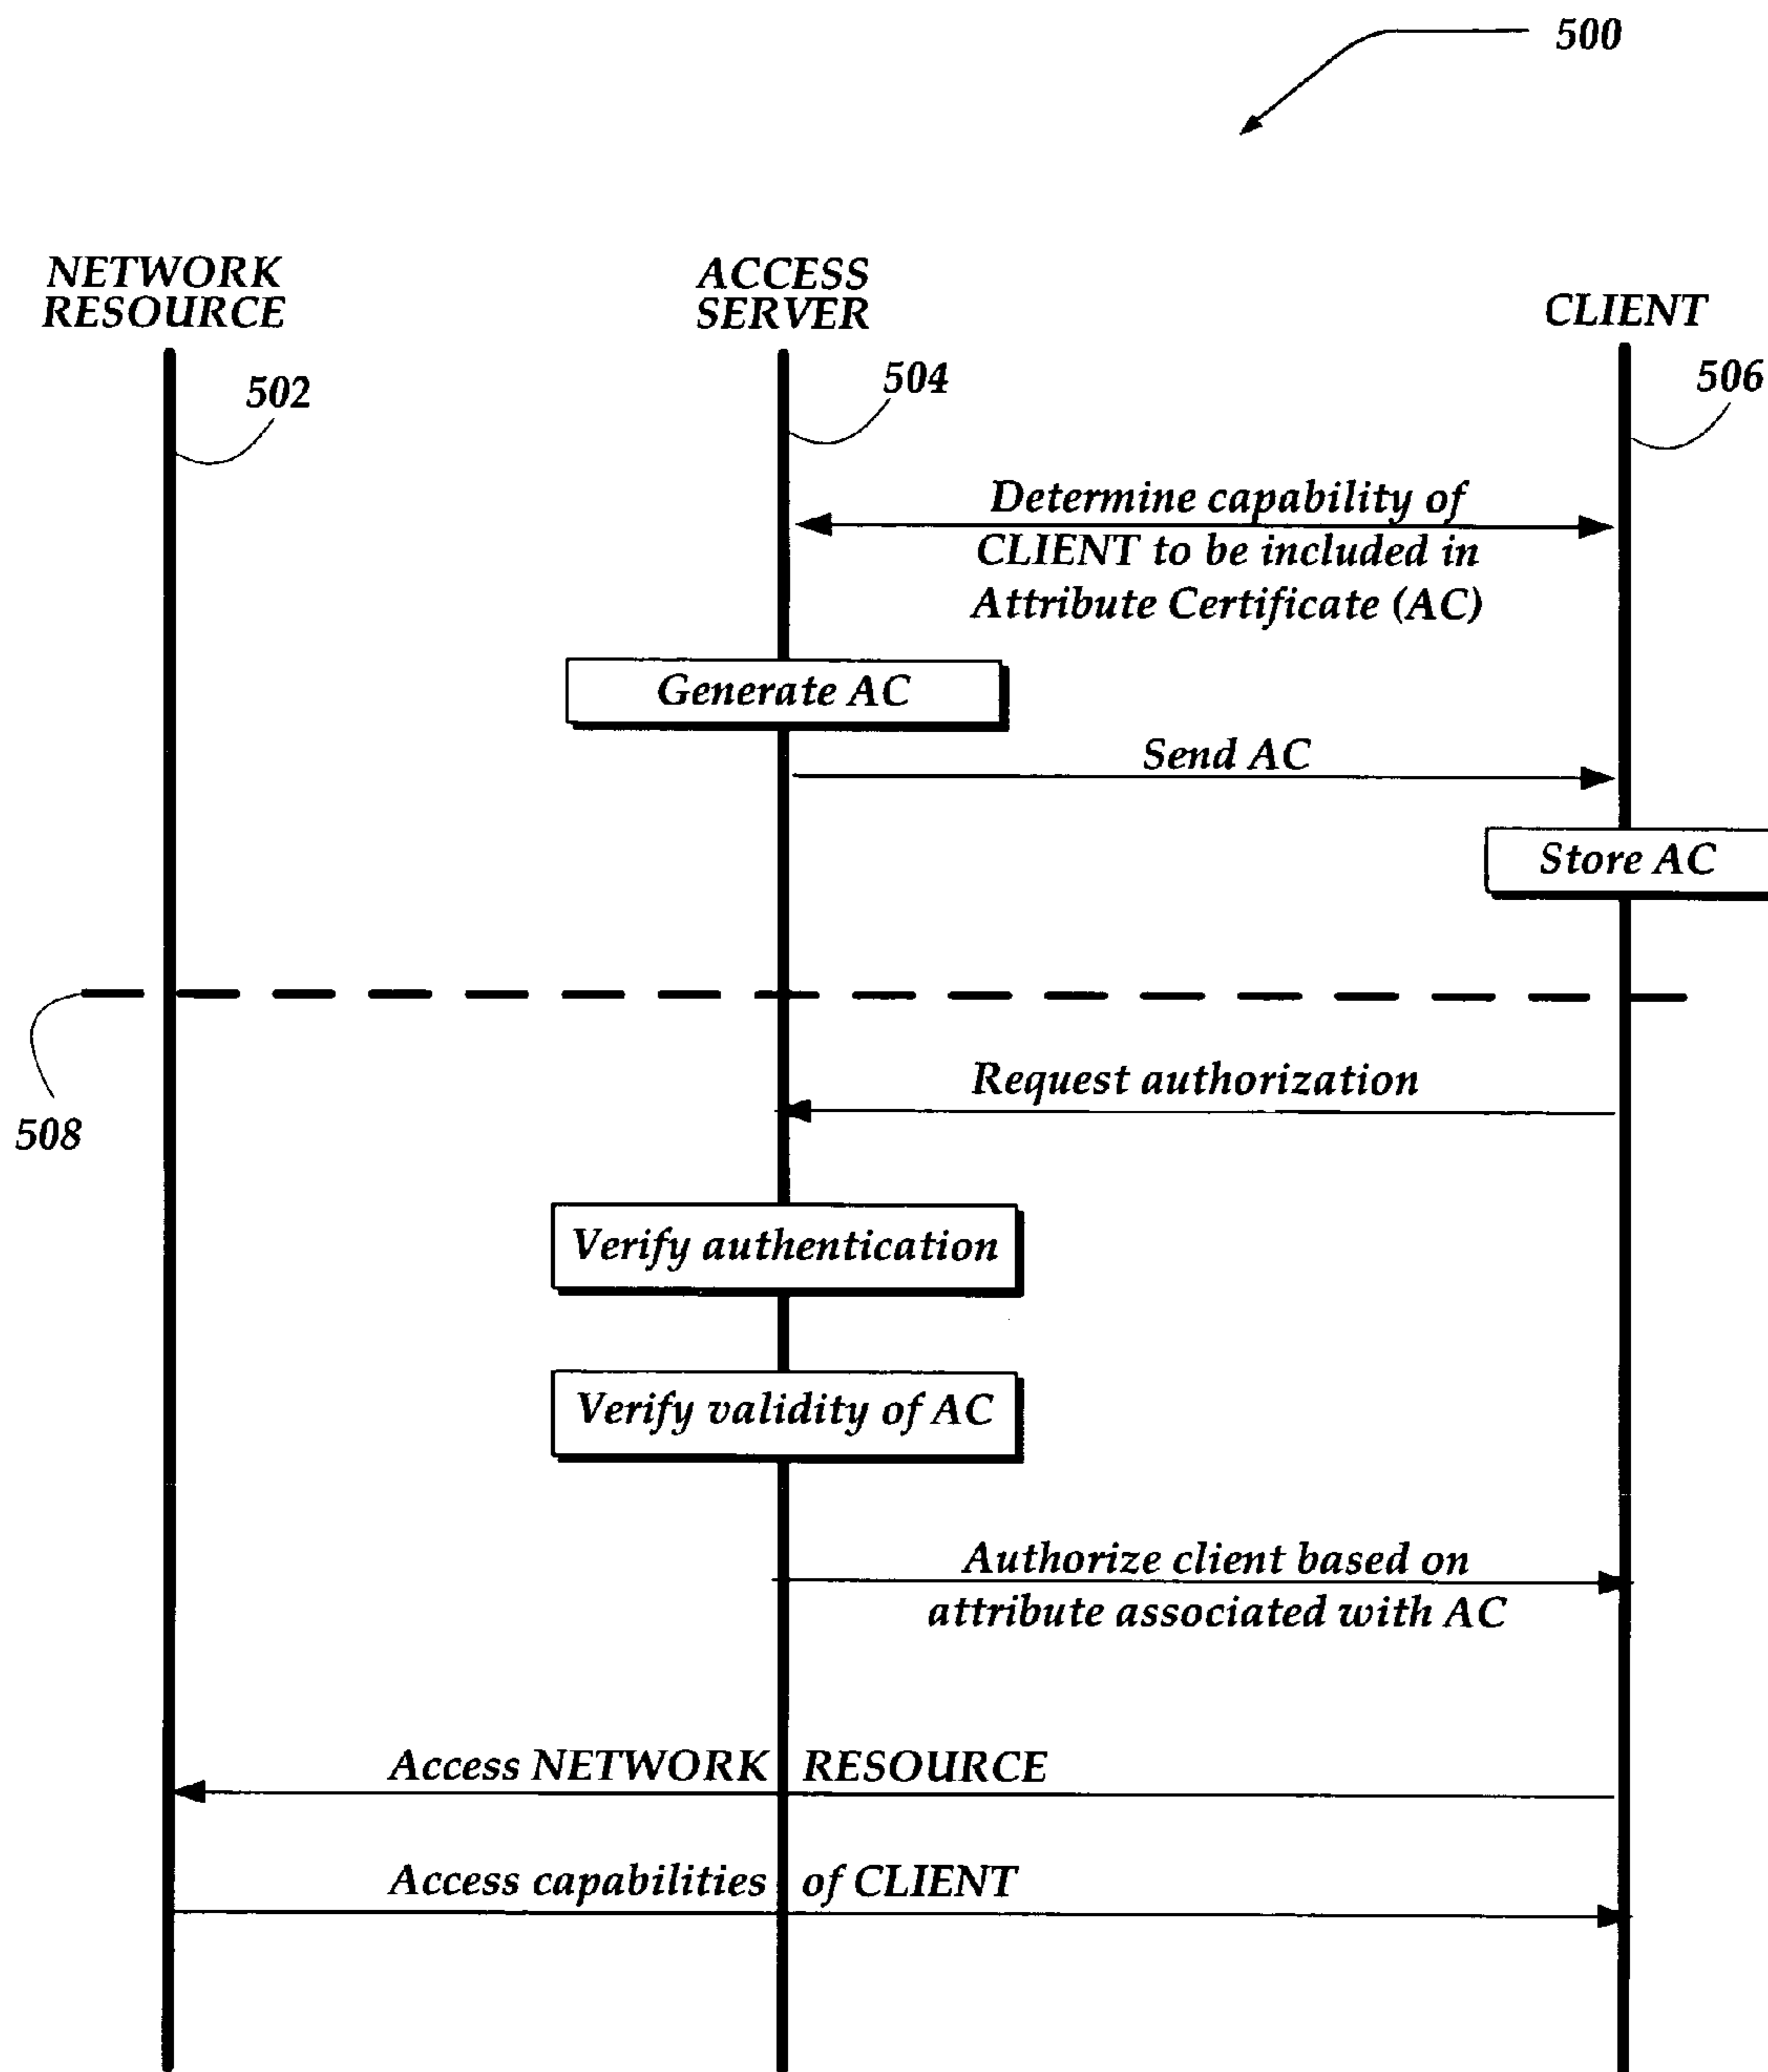 500
NETWORK
RESOURCE
ACCESS
SERVER
CLIENT
502
504
506
Determine capability of
CLIENT to be included in
Attribute Certificate (AC)
Generate AC
Send AC
Store AC
508
Request authorization
Verify authentication
Verify validity of AC
Authorize client based on
attribute associated with AC
Access NETWORK RESOURCE
Access capabilities of CLIENT